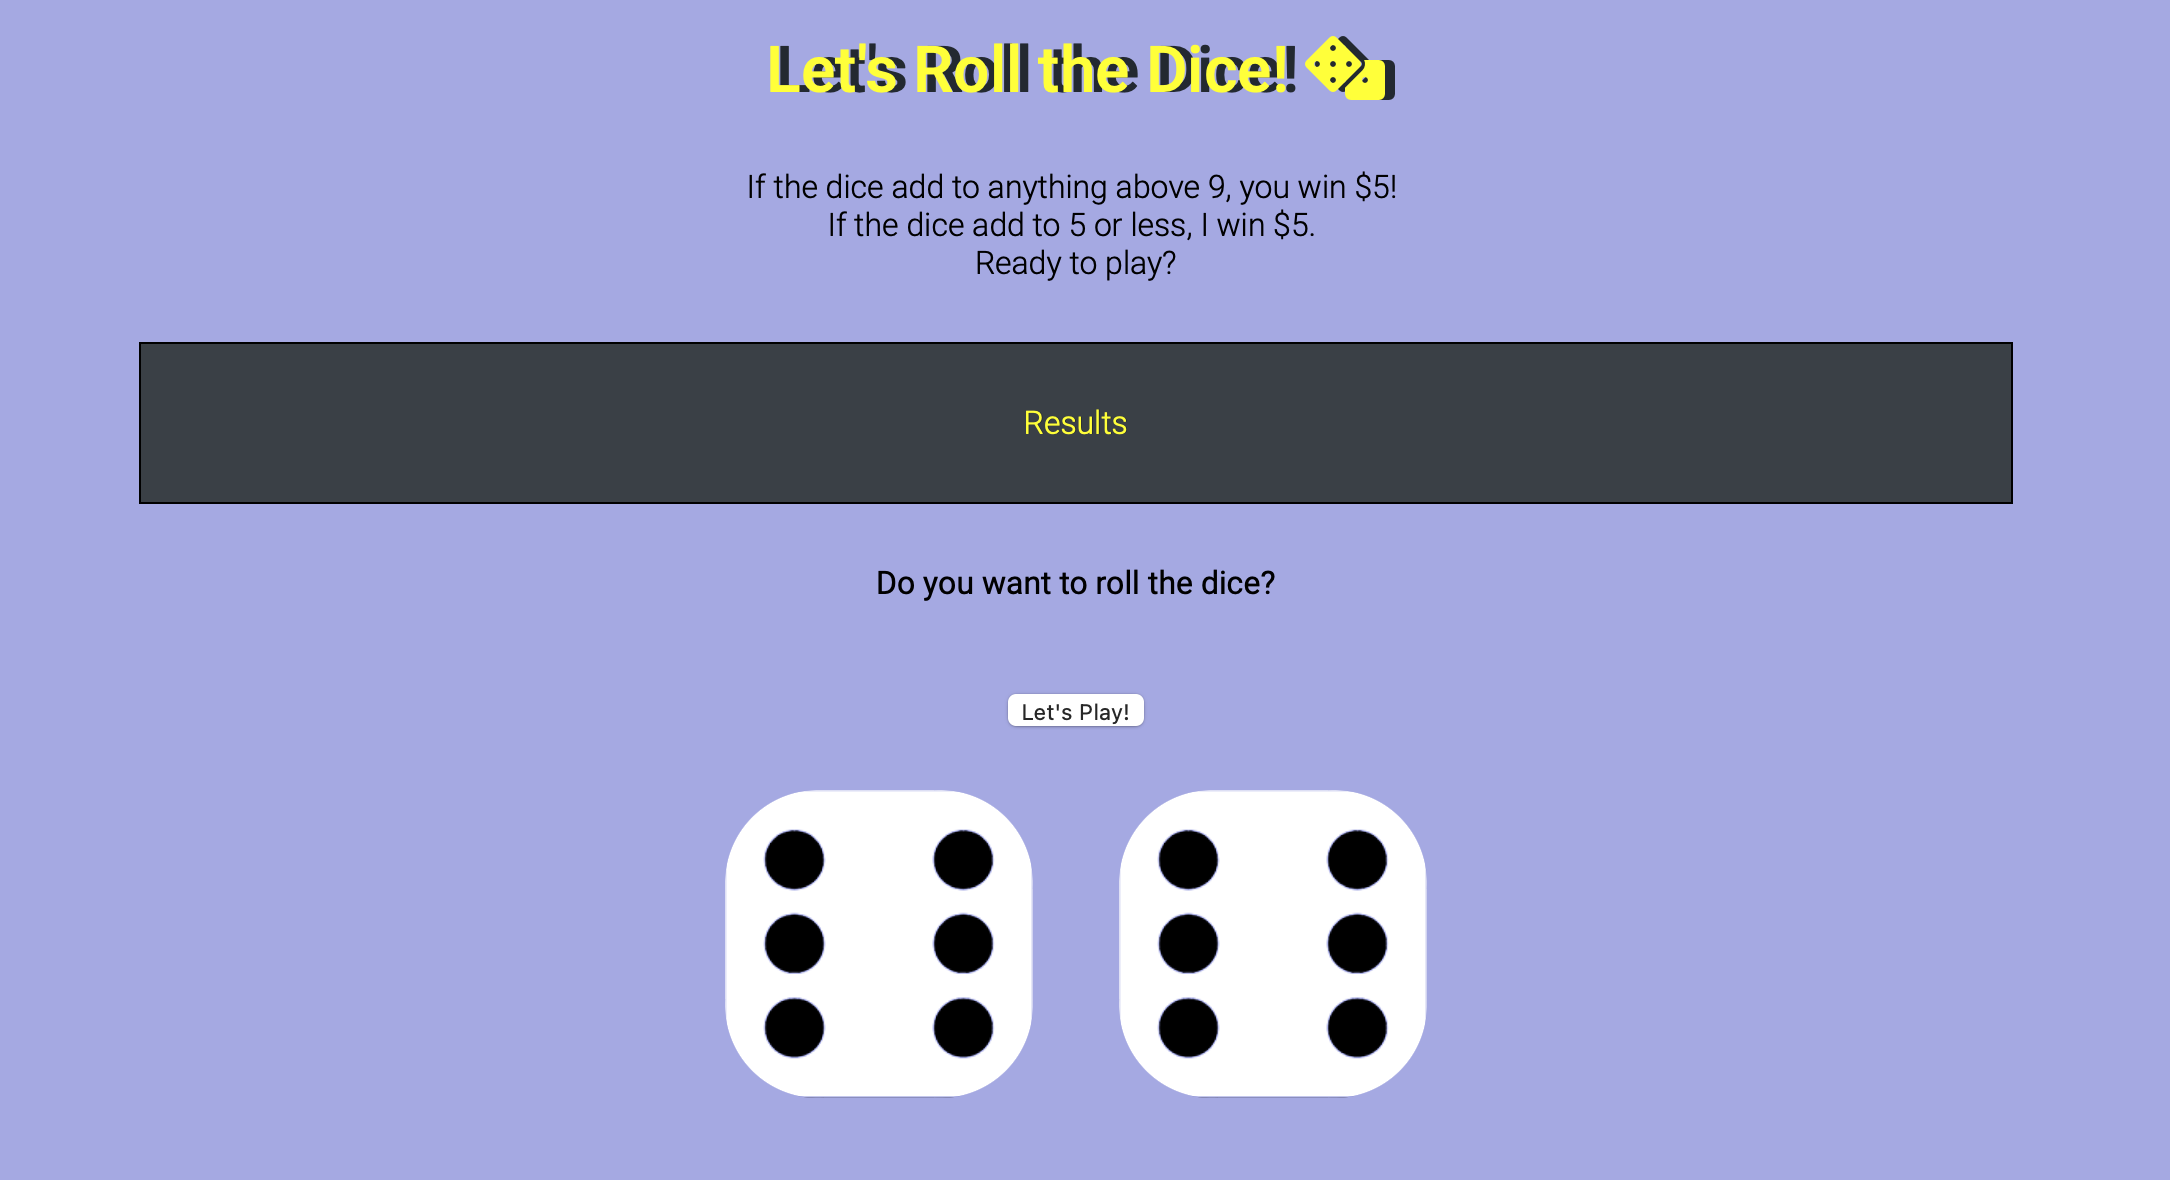 Let's Roll the Dice!
If the dice add to anything above 9, you win $5!
If the dice add to 5 or less, I win $5.
Ready to play?
Results
Do you want to roll the dice?
Let's Play!